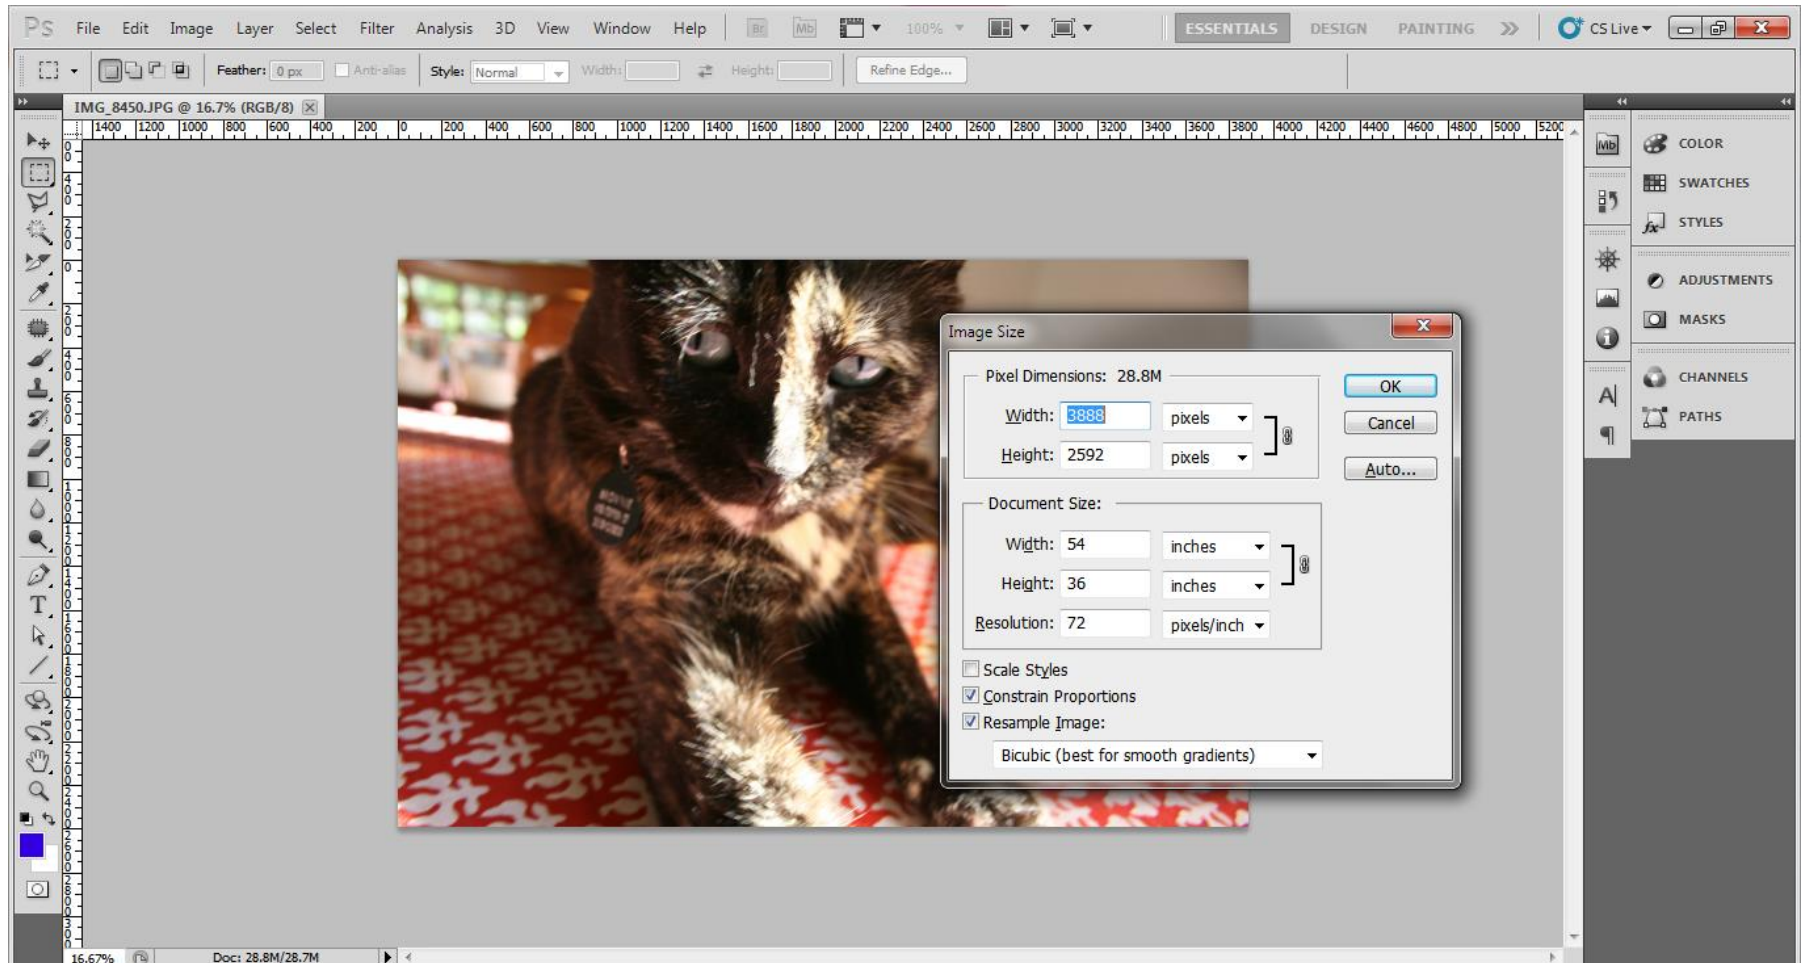 Ps File Edit Image Layer Select Filter Analysis 3D View Window Help Br Mb 100% ESSENTIALS DESIGN PAINTING >> CS Live
Feather: 0 px Anti-alias Style: Normal Width: Height: Refine Edge...
IMG_8450.JPG @ 16.7% (RGB/8)
1400 1200 1000 800 600 400 200 0 200 400 600 800 1000 1200 1400 1600 1800 2000 2200 2400 2600 2800 3000 3200 3400 3600 3800 4000 4200 4400 4600 4800 5000 5200
Mb COLOR
SWATCHES
STYLES
ADJUSTMENTS
MASKS
CHANNELS
PATHS
Image Size
Pixel Dimensions: 28.8M
OK
Width: 3888 pixels
Cancel
Height: 2592 pixels
Auto...
Document Size:
Width: 54 inches
Height: 36 inches
Resolution: 72 pixels/inch
Scale Styles
Constrain Proportions
Resample Image:
Bicubic (best for smooth gradients)
16.67% Doc: 28.8M/28.7M